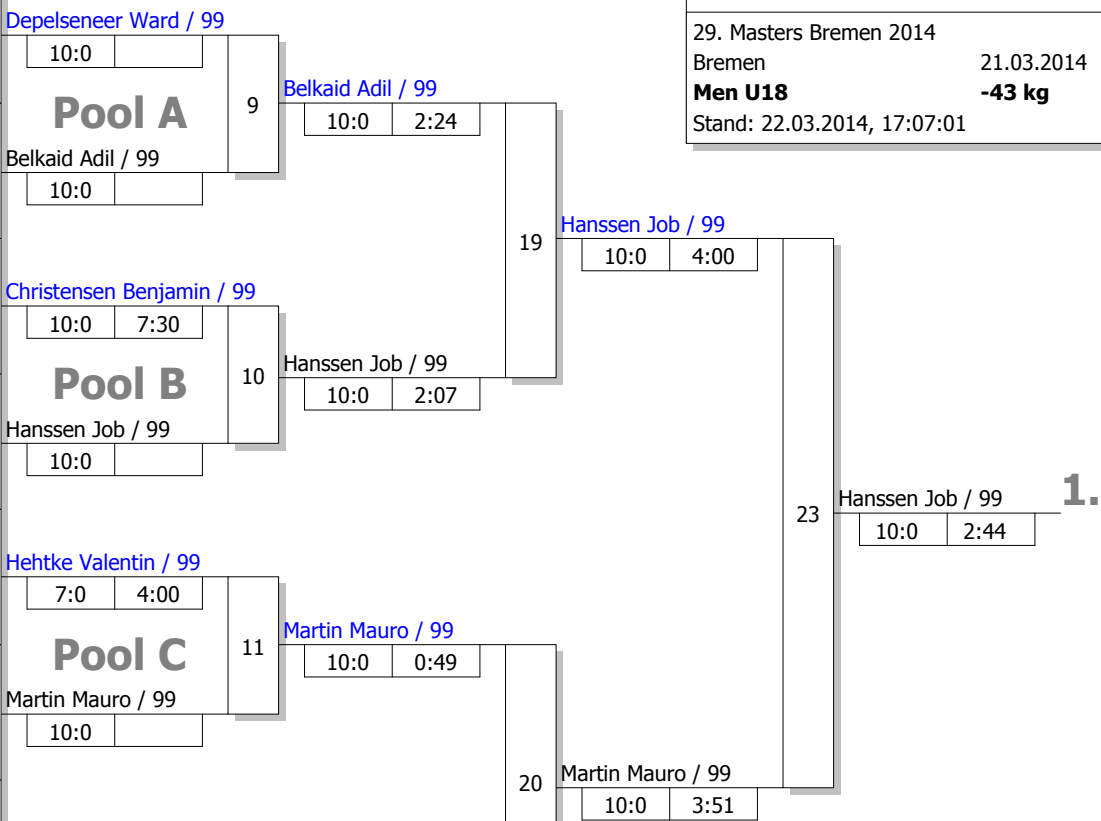 Depelseneer Ward / 99
10:0
Pool A
9
Belkaid Adil / 99
10:0
Belkaid Adil / 99
10:0 2:24
29. Masters Bremen 2014
Bremen 21.03.2014
Men U18 -43 kg
Stand: 22.03.2014, 17:07:01
19
Hanssen Job / 99
10:0 4:00
Christensen Benjamin / 99
10:0 7:30
Pool B
10
Hanssen Job / 99
10:0
Hanssen Job / 99
10:0 2:07
23
Hanssen Job / 99
1.
10:0 2:44
Hehtke Valentin / 99
7:0 4:00
Pool C
11
Martin Mauro / 99
10:0
Martin Mauro / 99
10:0 0:49
20
Martin Mauro / 99
10:0 3:51